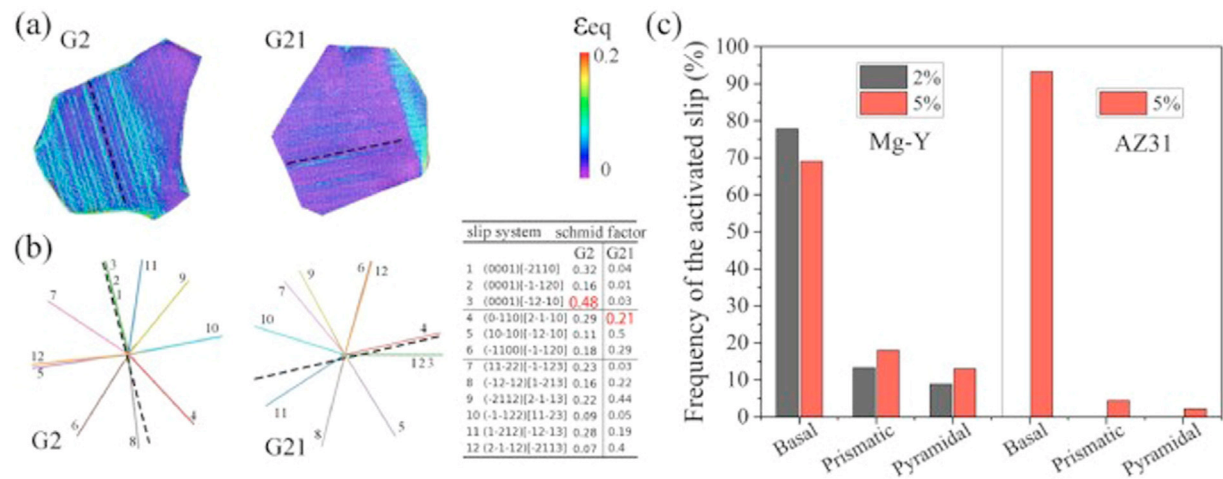 (a)
G2
G21
εeq
0.2
0
(b)
3
2
1
11
9
7
10
12
5
6
8
4
G2
9
6
12
7
10
4
123
11
8
5
G21
slip system schmid factor
G2 G21
1 (0001)[-2110] 0.32 0.04
2 (0001)[-1-120] 0.16 0.01
3 (0001)[-12-10] 0.48 0.03
4 (0-110)[2-1-10] 0.29 0.21
5 (10-10)[-12-10] 0.11 0.5
6 (-1100)[-1-120] 0.18 0.29
7 (11-22)[-1-123] 0.23 0.03
8 (-12-12)[1-213] 0.16 0.22
9 (-2112)[2-1-13] 0.22 0.44
10 (-1-122)[11-23] 0.09 0.05
11 (1-212)[-12-13] 0.28 0.19
12 (2-1-12)[-2113] 0.07 0.4
(c)
Frequency of the activated slip (%)
100
90
80
70
60
50
40
30
20
10
0
2%
5%
Mg-Y
5%
AZ31
Basal
Prismatic
Pyramidal
Basal
Prismatic
Pyramidal